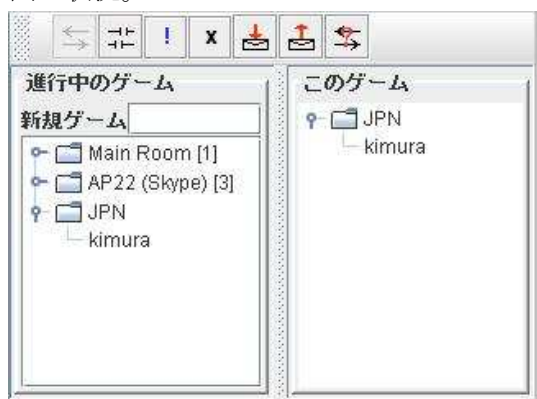 ! x
進行中のゲーム
新規ゲーム
Main Room [1]
AP22 (Skype) [3]
JPN
kimura
このゲーム
JPN
kimura